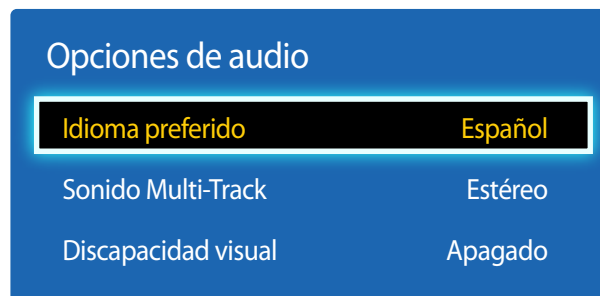 Opciones de audio
Idioma preferido Español
Sonido Multi-Track Estéreo
Discapacidad visual Apagado